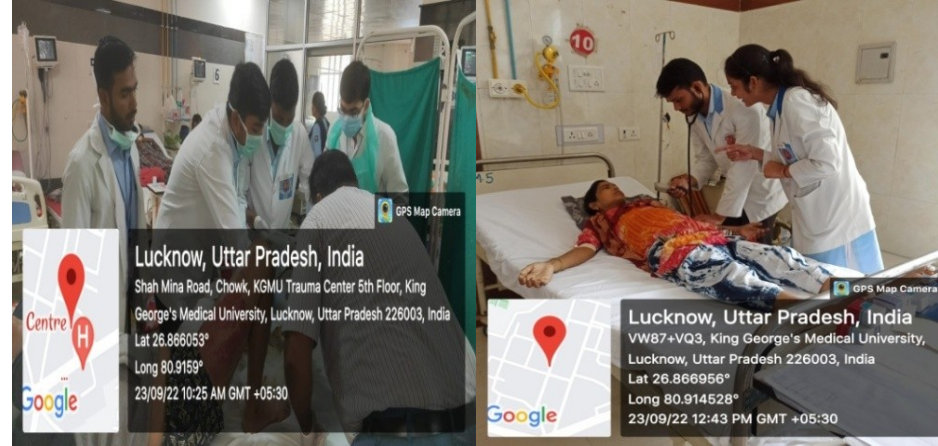 6
GPS Map Camera
Lucknow, Uttar Pradesh, India
Shah Mina Road, Chowk, KGMU Trauma Center 5th Floor, King
George's Medical University, Lucknow, Uttar Pradesh 226003, India
Lat 26.866053°
Long 80.9159°
23/09/22 10:25 AM GMT +05:30
Centre
H
Google
10
GPS Map Camera
Lucknow, Uttar Pradesh, India
VW87+VQ3, King George's Medical University,
Lucknow, Uttar Pradesh 226003, India
Lat 26.866956°
Long 80.914528°
23/09/22 12:43 PM GMT +05:30
Google